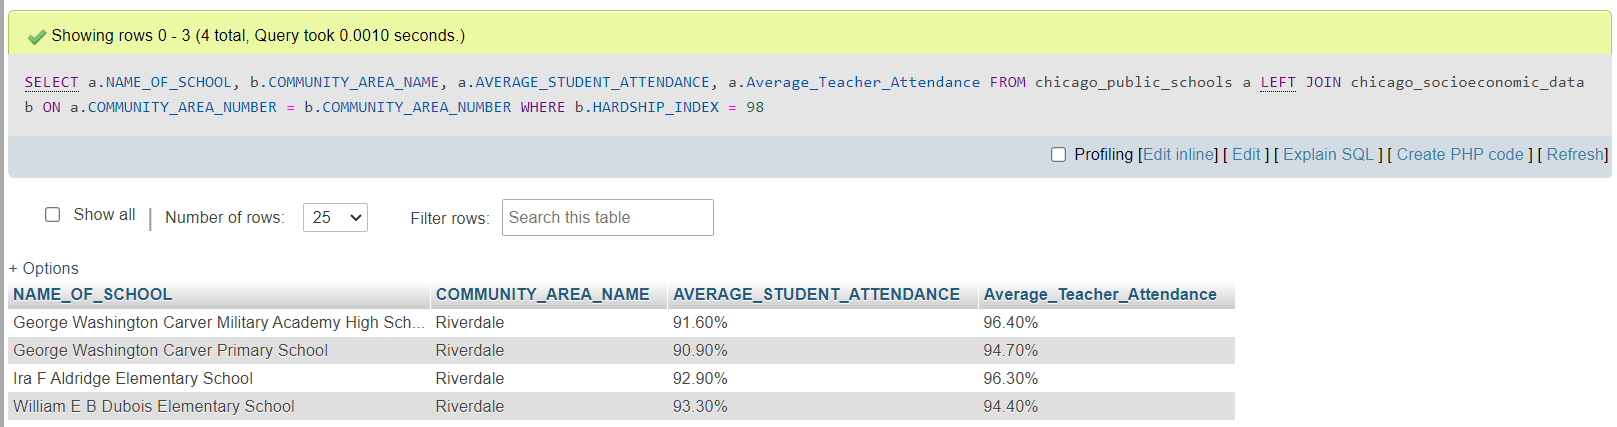 Showing rows 0 - 3 (4 total, Query took 0.0010 seconds.)
SELECT a.NAME_OF_SCHOOL, b.COMMUNITY_AREA_NAME, a.AVERAGE_STUDENT_ATTENDANCE, a.Average_Teacher_Attendance FROM chicago_public_schools a LEFT JOIN chicago_socioeconomic_data
b ON a.COMMUNITY_AREA_NUMBER = b.COMMUNITY_AREA_NUMBER WHERE b.HARDSHIP_INDEX = 98
Profiling [Edit inline] [ Edit ] [ Explain SQL ] [ Create PHP code ] [ Refresh]
Show all | Number of rows: 25 Filter rows: Search this table
+ Options
NAME_OF_SCHOOL COMMUNITY_AREA_NAME AVERAGE_STUDENT_ATTENDANCE Average_Teacher_Attendance
George Washington Carver Military Academy High Sch... Riverdale 91.60% 96.40%
George Washington Carver Primary School Riverdale 90.90% 94.70%
Ira F Aldridge Elementary School Riverdale 92.90% 96.30%
William E B Dubois Elementary School Riverdale 93.30% 94.40%